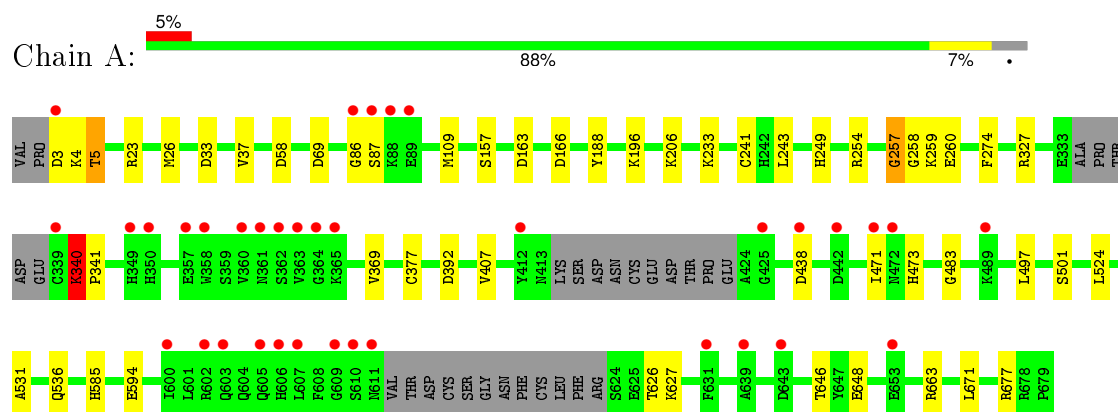 5%
Chain A:
88% 7% •
VAL PRO D3 K4 T5 R23 M26 D33 V37 D58 D69 G86 S87 K88 E89 M109 S157 D163 D166 Y188 K196 K206 K233 C241 H242 L243 H249 R254 G257 G258 K259 E260 F274 R327 E333 ALA PRO THR
ASP GLU C339 K340 P341 H349 H350 E357 W358 S359 V360 N361 S362 V363 G364 K365 V369 C377 D392 V407 Y412 N413 LYS SER ASP ASN CYS GLU ASP THR PRO GLU A424 G425 D438 D442 I471 N472 H473 G483 K489 L497 S501 L524
A531 Q536 H585 E594 I600 L601 R602 Q603 Q604 Q605 H606 L607 F608 G609 S610 N611 VAL THR ASP CYS SER GLY ASN PHE CYS LEU PHE ARG S624 E625 T626 K627 F631 A639 D643 T646 Y647 E648 E653 R663 L671 R677 R678 P679